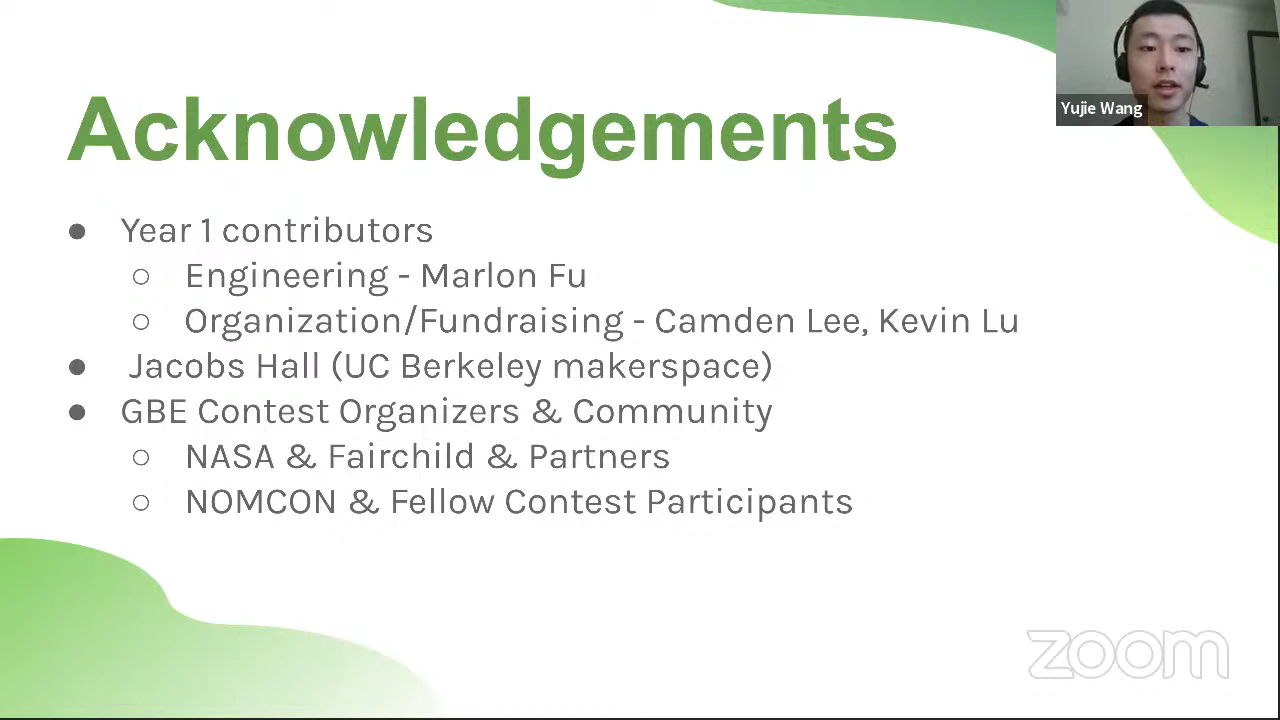 Acknowledgements
Yujie Wang
● Year 1 contributors
○ Engineering - Marlon Fu
○ Organization/Fundraising - Camden Lee, Kevin Lu
● Jacobs Hall (UC Berkeley makerspace)
● GBE Contest Organizers & Community
○ NASA & Fairchild & Partners
○ NOMCON & Fellow Contest Participants
zoom